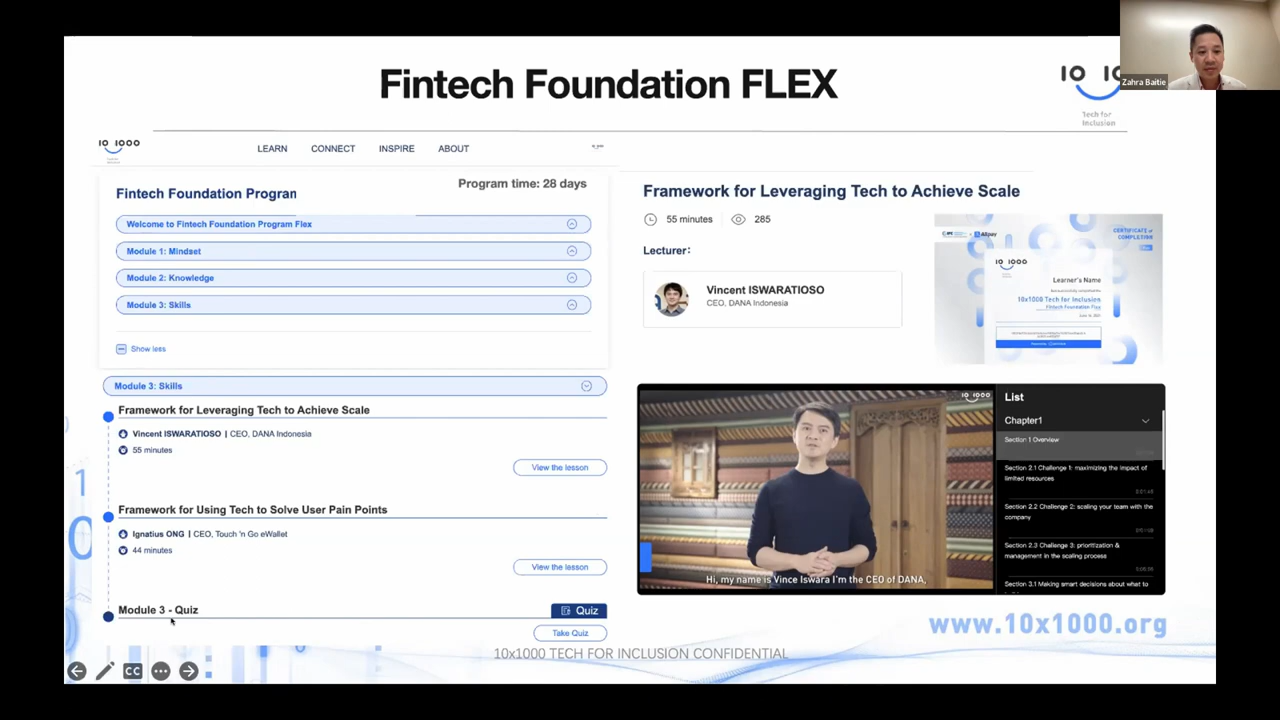 Fintech Foundation FLEX
Zahra Baitie
Tech for
Inclusion
LEARN CONNECT INSPIRE ABOUT
Program time: 28 days
Fintech Foundation Progran
Welcome to Fintech Foundation Program Flex
Module 1: Mindset
Module 2: Knowledge
Module 3: Skills
Show less
Module 3: Skills
Framework for Leveraging Tech to Achieve Scale
Vincent ISWARATIOSO | CEO, DANA Indonesia
55 minutes
View the lesson
Framework for Using Tech to Solve User Pain Points
Ignatius ONG | CEO, Touch 'n Go eWallet
44 minutes
View the lesson
Module 3 - Quiz
Quiz
Take Quiz
Framework for Leveraging Tech to Achieve Scale
55 minutes 285
Lecturer:
Vincent ISWARATIOSO
CEO, DANA Indonesia
Alipay
CERTIFICATE of
COMPLETION
Learner's Name
10x1000 Tech for Inclusion
Fintech Foundation Flex
Hi, my name is Vince Iswara I'm the CEO of DANA,
List
Chapter1
Section 1 Overview
Section 2.1 Challenge 1: maximizing the impact of
limited resources
Section 2.2 Challenge 2: scaling your team with the
company
Section 2.3 Challenge 3: prioritization &
management in the scaling process
Section 3.1 Making smart decisions about what to
www.10x1000.org
10x1000 TECH FOR INCLUSION CONFIDENTIAL
CC